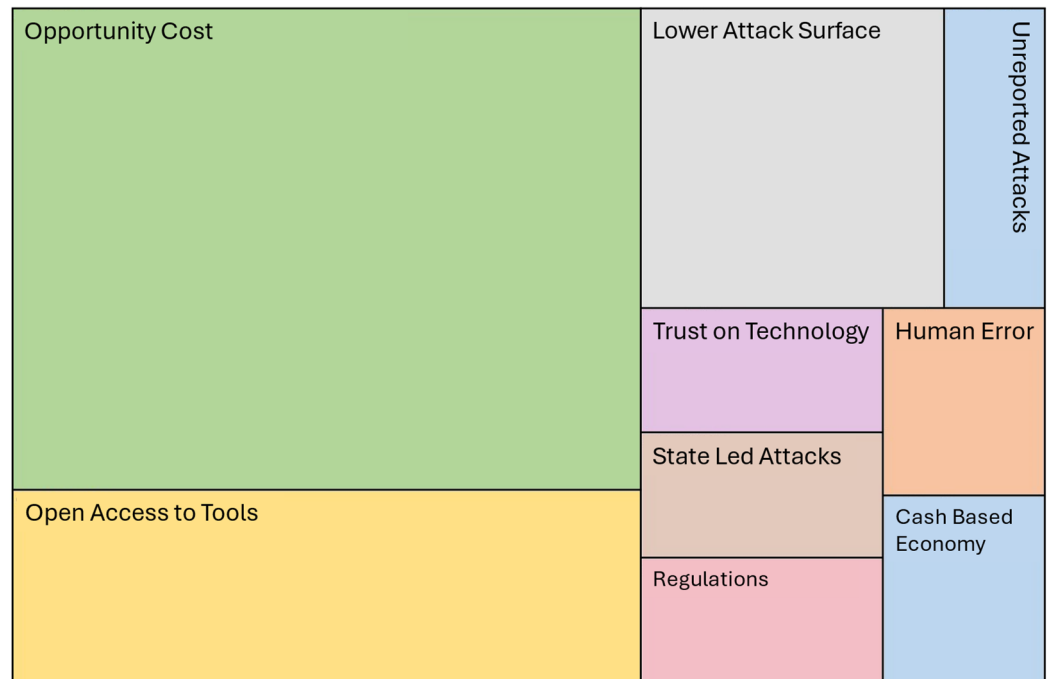 Opportunity Cost
Lower Attack Surface
Unreported Attacks
Trust on Technology
Human Error
State Led Attacks
Open Access to Tools
Cash Based
Economy
Regulations